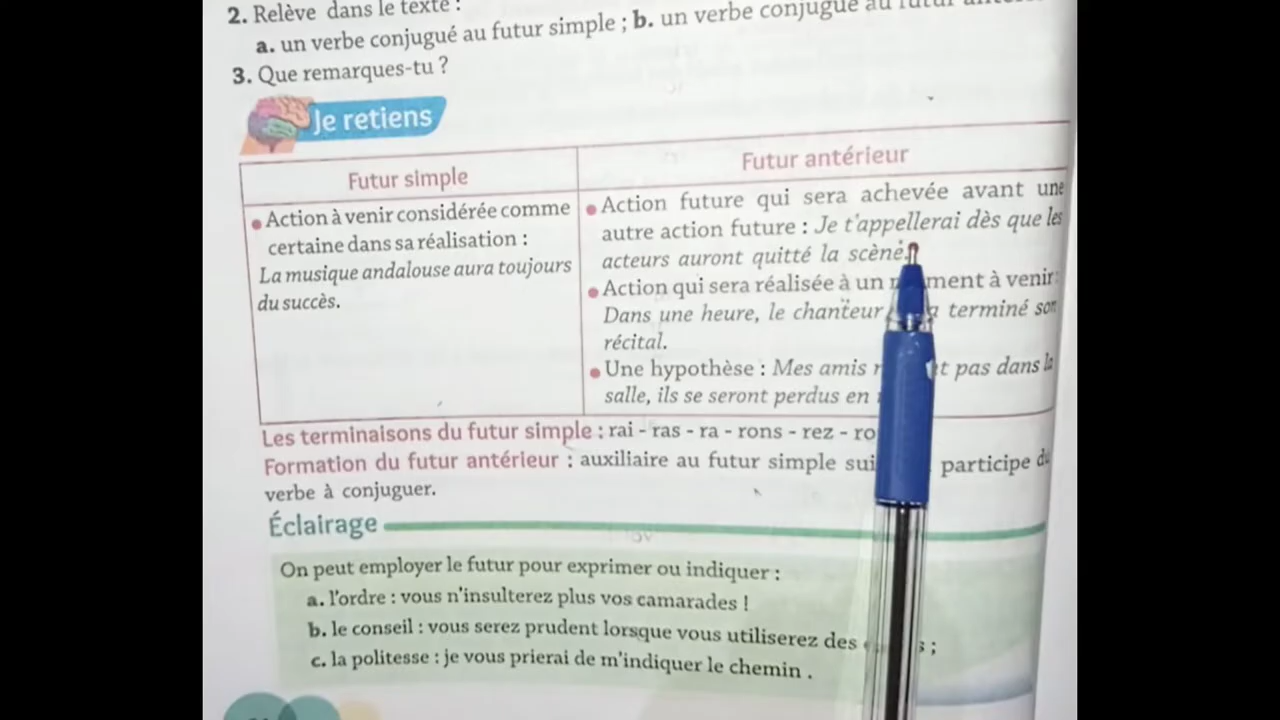 2. Relève dans le texte :
a. un verbe conjugué au futur simple ; b. un verbe conjugué au futur
3. Que remarques-tu ?
Je retiens
Futur simple
Action à venir considérée comme
certaine dans sa réalisation :
La musique andalouse aura toujours
du succès.
Futur antérieur
Action future qui sera achevée avant une
autre action future : Je t'appellerai dès que les
acteurs auront quitté la scène.
Action qui sera réalisée à un moment à venir:
Dans une heure, le chanteur terminé son
récital.
Une hypothèse : Mes amis pas dans la
salle, ils se seront perdus en
Les terminaisons du futur simple : rai - ras - ra - rons - rez - ro
Formation du futur antérieur : auxiliaire au futur simple participe du
verbe à conjuguer.
Éclairage
On peut employer le futur pour exprimer ou indiquer :
a. l'ordre : vous n'insulterez plus vos camarades !
b. le conseil : vous serez prudent lorsque vous utiliserez des ;
c. la politesse : je vous prierai de m'indiquer le chemin .